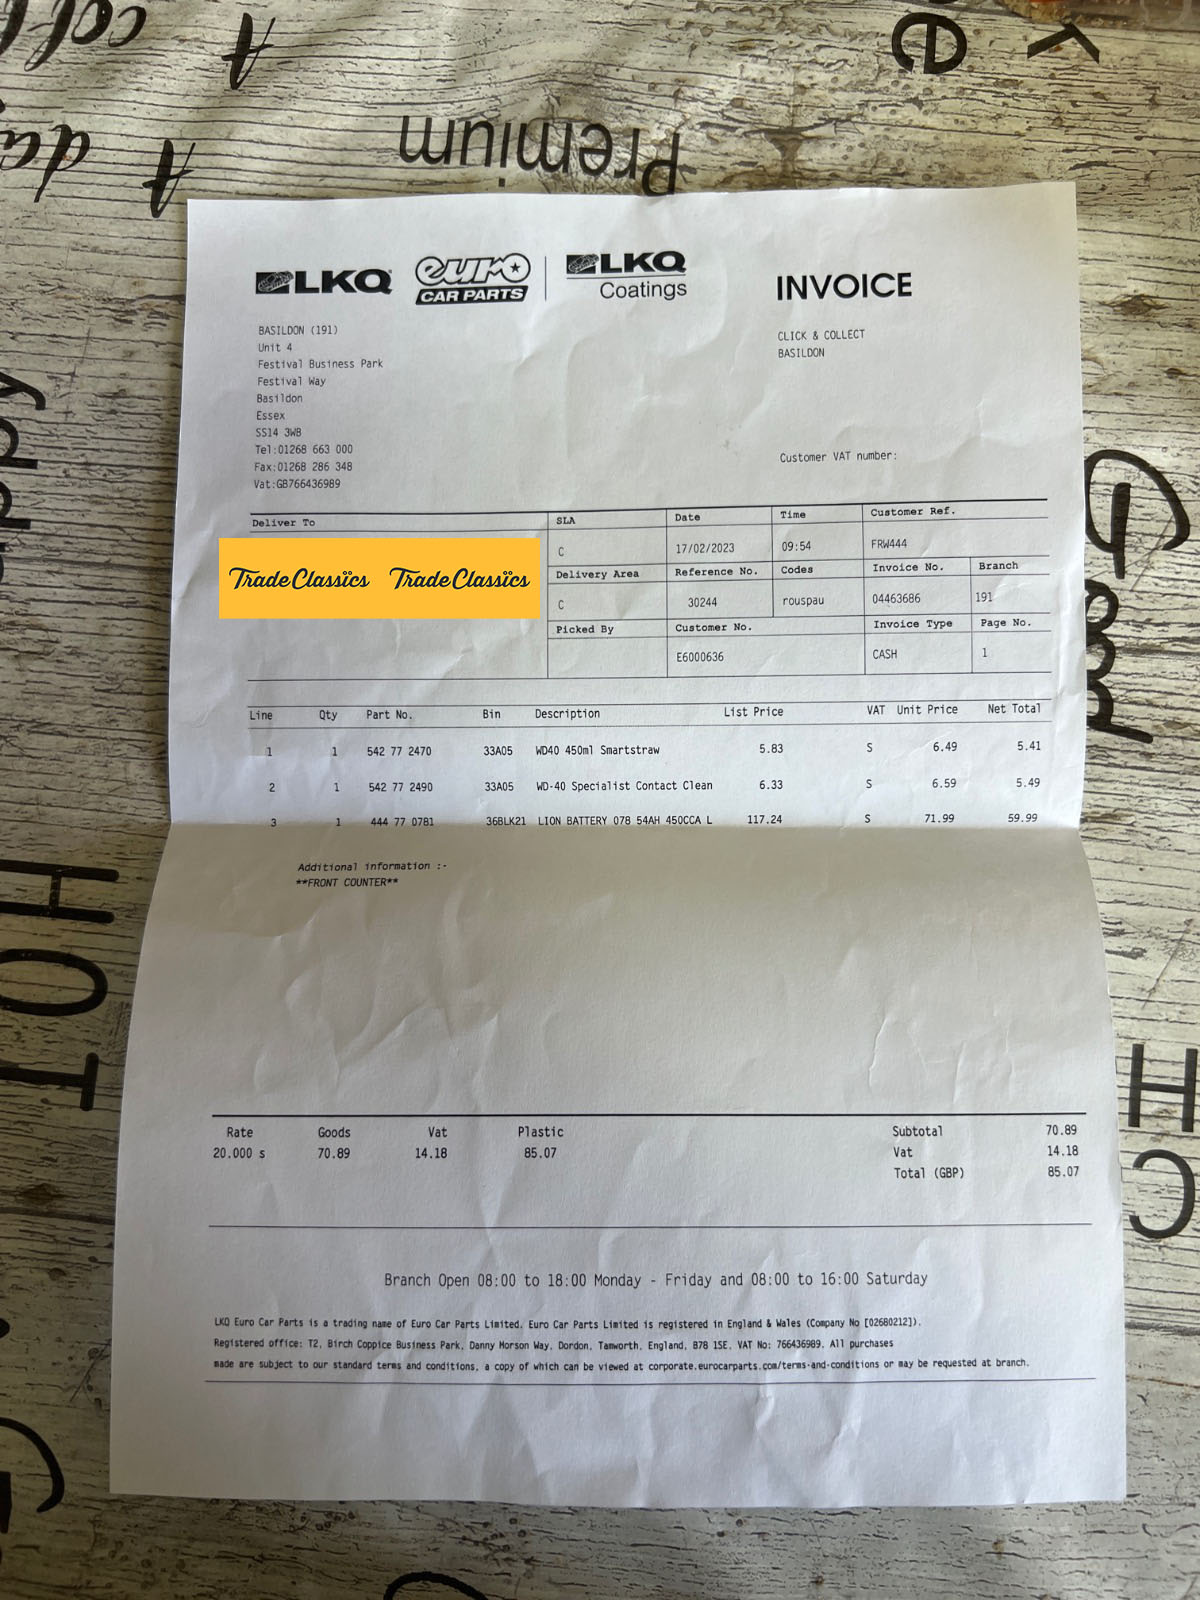 LKQ euro CAR PARTS LKQ Coatings
INVOICE
BASILDON (191)
Unit 4
Festival Business Park
Festival Way
Basildon
Essex
SS14 3WB
Tel:01268 663 000
Fax:01268 286 348
Vat:GB766436989
CLICK & COLLECT
BASILDON
Customer VAT number:
Deliver To SLA Date Time Customer Ref.
C 17/02/2023 09:54 FRW444
TradeClassics TradeClassics
Delivery Area Reference No. Codes Invoice No. Branch
C 30244 rouspau 04463686 191
Picked By Customer No. Invoice Type Page No.
E6000636 CASH 1
Line Qty Part No. Bin Description List Price VAT Unit Price Net Total
1 1 542 77 2470 33A05 WD40 450ml Smartstraw 5.83 S 6.49 5.41
2 1 542 77 2490 33A05 WD-40 Specialist Contact Clean 6.33 S 6.59 5.49
3 1 444 77 0781 36BLK21 LION BATTERY 078 54AH 450CCA L 117.24 S 71.99 59.99
Additional information :-
**FRONT COUNTER**
Rate Goods Vat Plastic Subtotal 70.89
20.000 s 70.89 14.18 85.07 Vat 14.18
Total (GBP) 85.07
Branch Open 08:00 to 18:00 Monday - Friday and 08:00 to 16:00 Saturday
LKQ Euro Car Parts is a trading name of Euro Car Parts Limited. Euro Car Parts Limited is registered in England & Wales (Company No [02680212]).
Registered office: T2, Birch Coppice Business Park, Danny Morson Way, Dordon, Tamworth, England, B78 1SE. VAT No: 766436989. All purchases
made are subject to our standard terms and conditions, a copy of which can be viewed at corporate.eurocarparts.com/terms-and-conditions or may be requested at branch.
A
A
Premium
Good
HOT